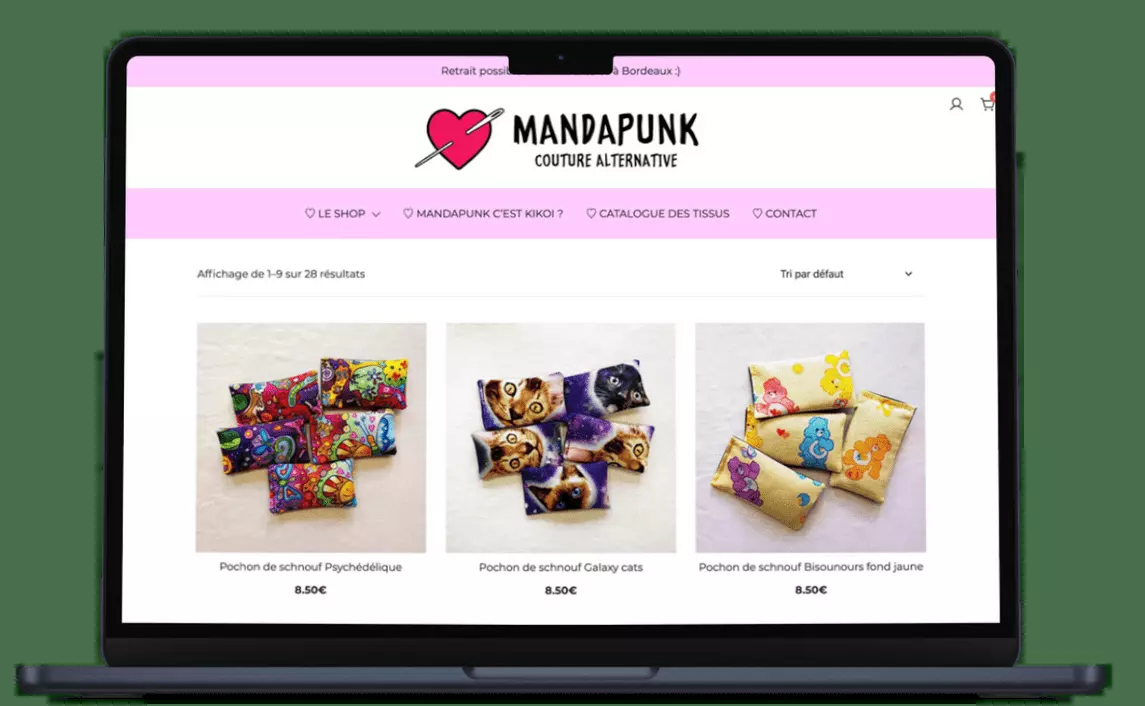 Retrait possi à Bordeaux :)
MANDAPUNK
COUTURE ALTERNATIVE
♡ LE SHOP ♡ MANDAPUNK C'EST KIKOI ? ♡ CATALOGUE DES TISSUS ♡ CONTACT
Affichage de 1–9 sur 28 résultats
Tri par défaut
Pochon de schnouf Psychédélique
8.50€
Pochon de schnouf Galaxy cats
8.50€
Pochon de schnouf Bisounours fond jaune
8.50€